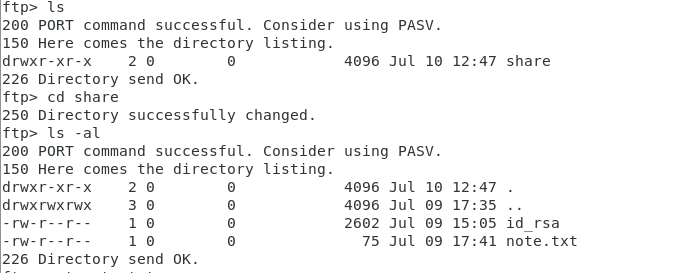 ftp> ls
200 PORT command successful. Consider using PASV.
150 Here comes the directory listing.
drwxr-xr-x    2 0        0            4096 Jul 10 12:47 share
226 Directory send OK.
ftp> cd share
250 Directory successfully changed.
ftp> ls -al
200 PORT command successful. Consider using PASV.
150 Here comes the directory listing.
drwxr-xr-x    2 0        0            4096 Jul 10 12:47 .
drwxrwxrwx    3 0        0            4096 Jul 09 17:35 ..
-rw-r--r--    1 0        0            2602 Jul 09 15:05 id_rsa
-rw-r--r--    1 0        0              75 Jul 09 17:41 note.txt
226 Directory send OK.